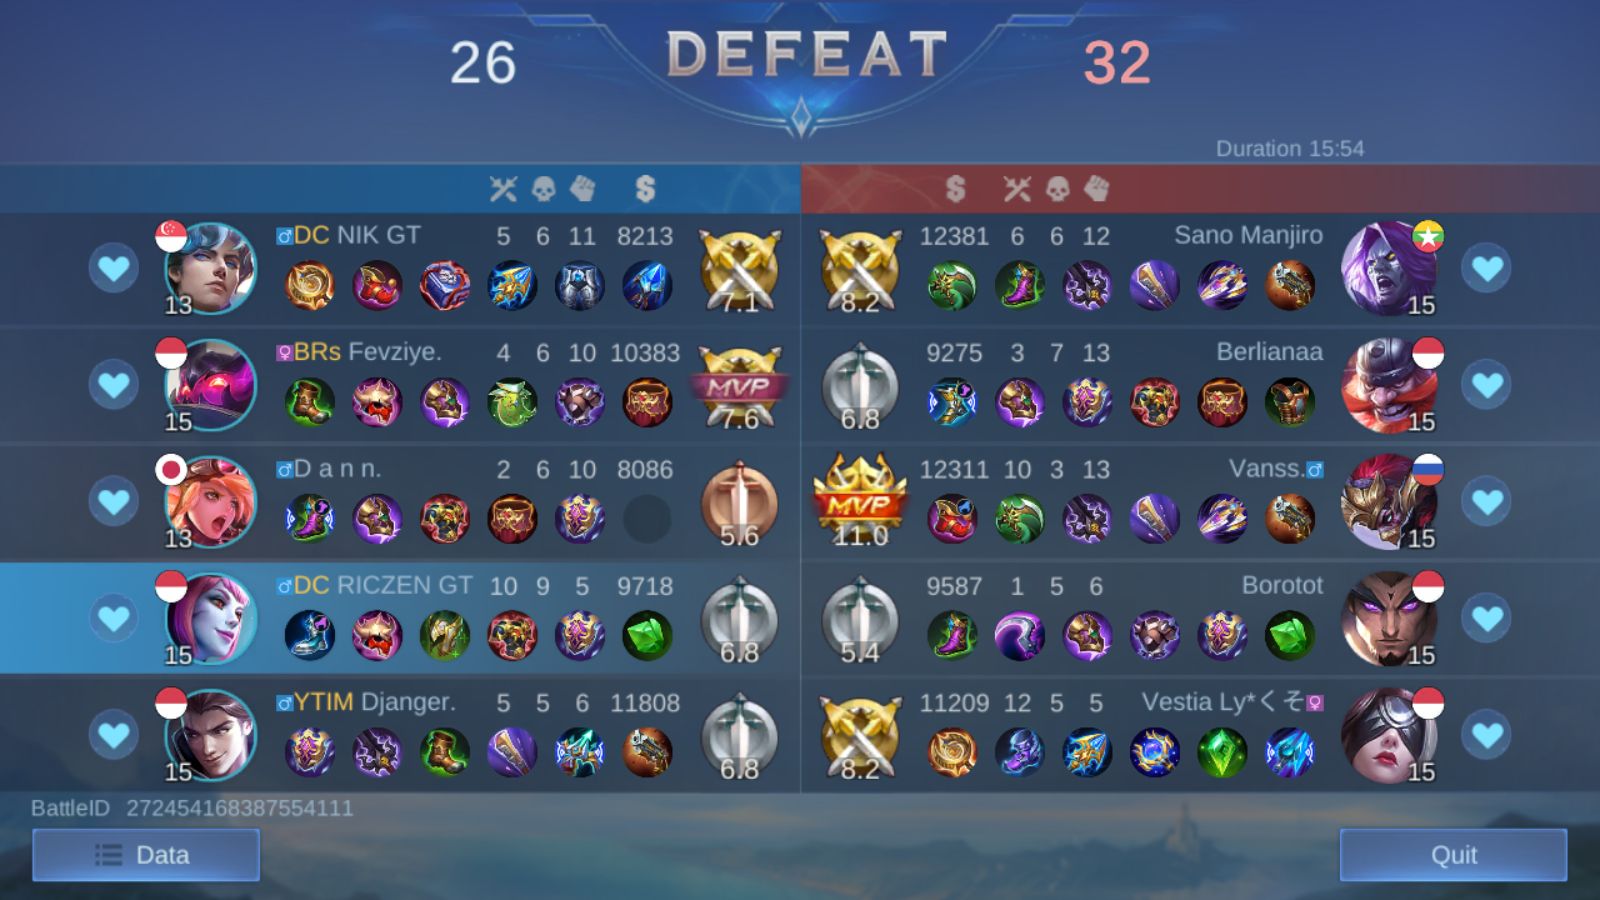 26 DEFEAT 32
Duration 15:54
DC NIK GT 5 6 11 8213
13 7.1
12381 6 6 12 Sano Manjiro
8.2 15
BRs Fevziye. 4 6 10 10383
15 MVP 7.6
9275 3 7 13 Berlianaa
6.8 15
D a n n. 2 6 10 8086
13 5.6
12311 10 3 13 Vanss.
MVP 11.0 15
DC RICZEN GT 10 9 5 9718
15 6.8
9587 1 5 6 Borotot
5.4 15
YTIM Djanger. 5 5 6 11808
15 6.8
11209 12 5 5 Vestia Ly*くそ
8.2 15
BattleID 272454168387554111
Data
Quit